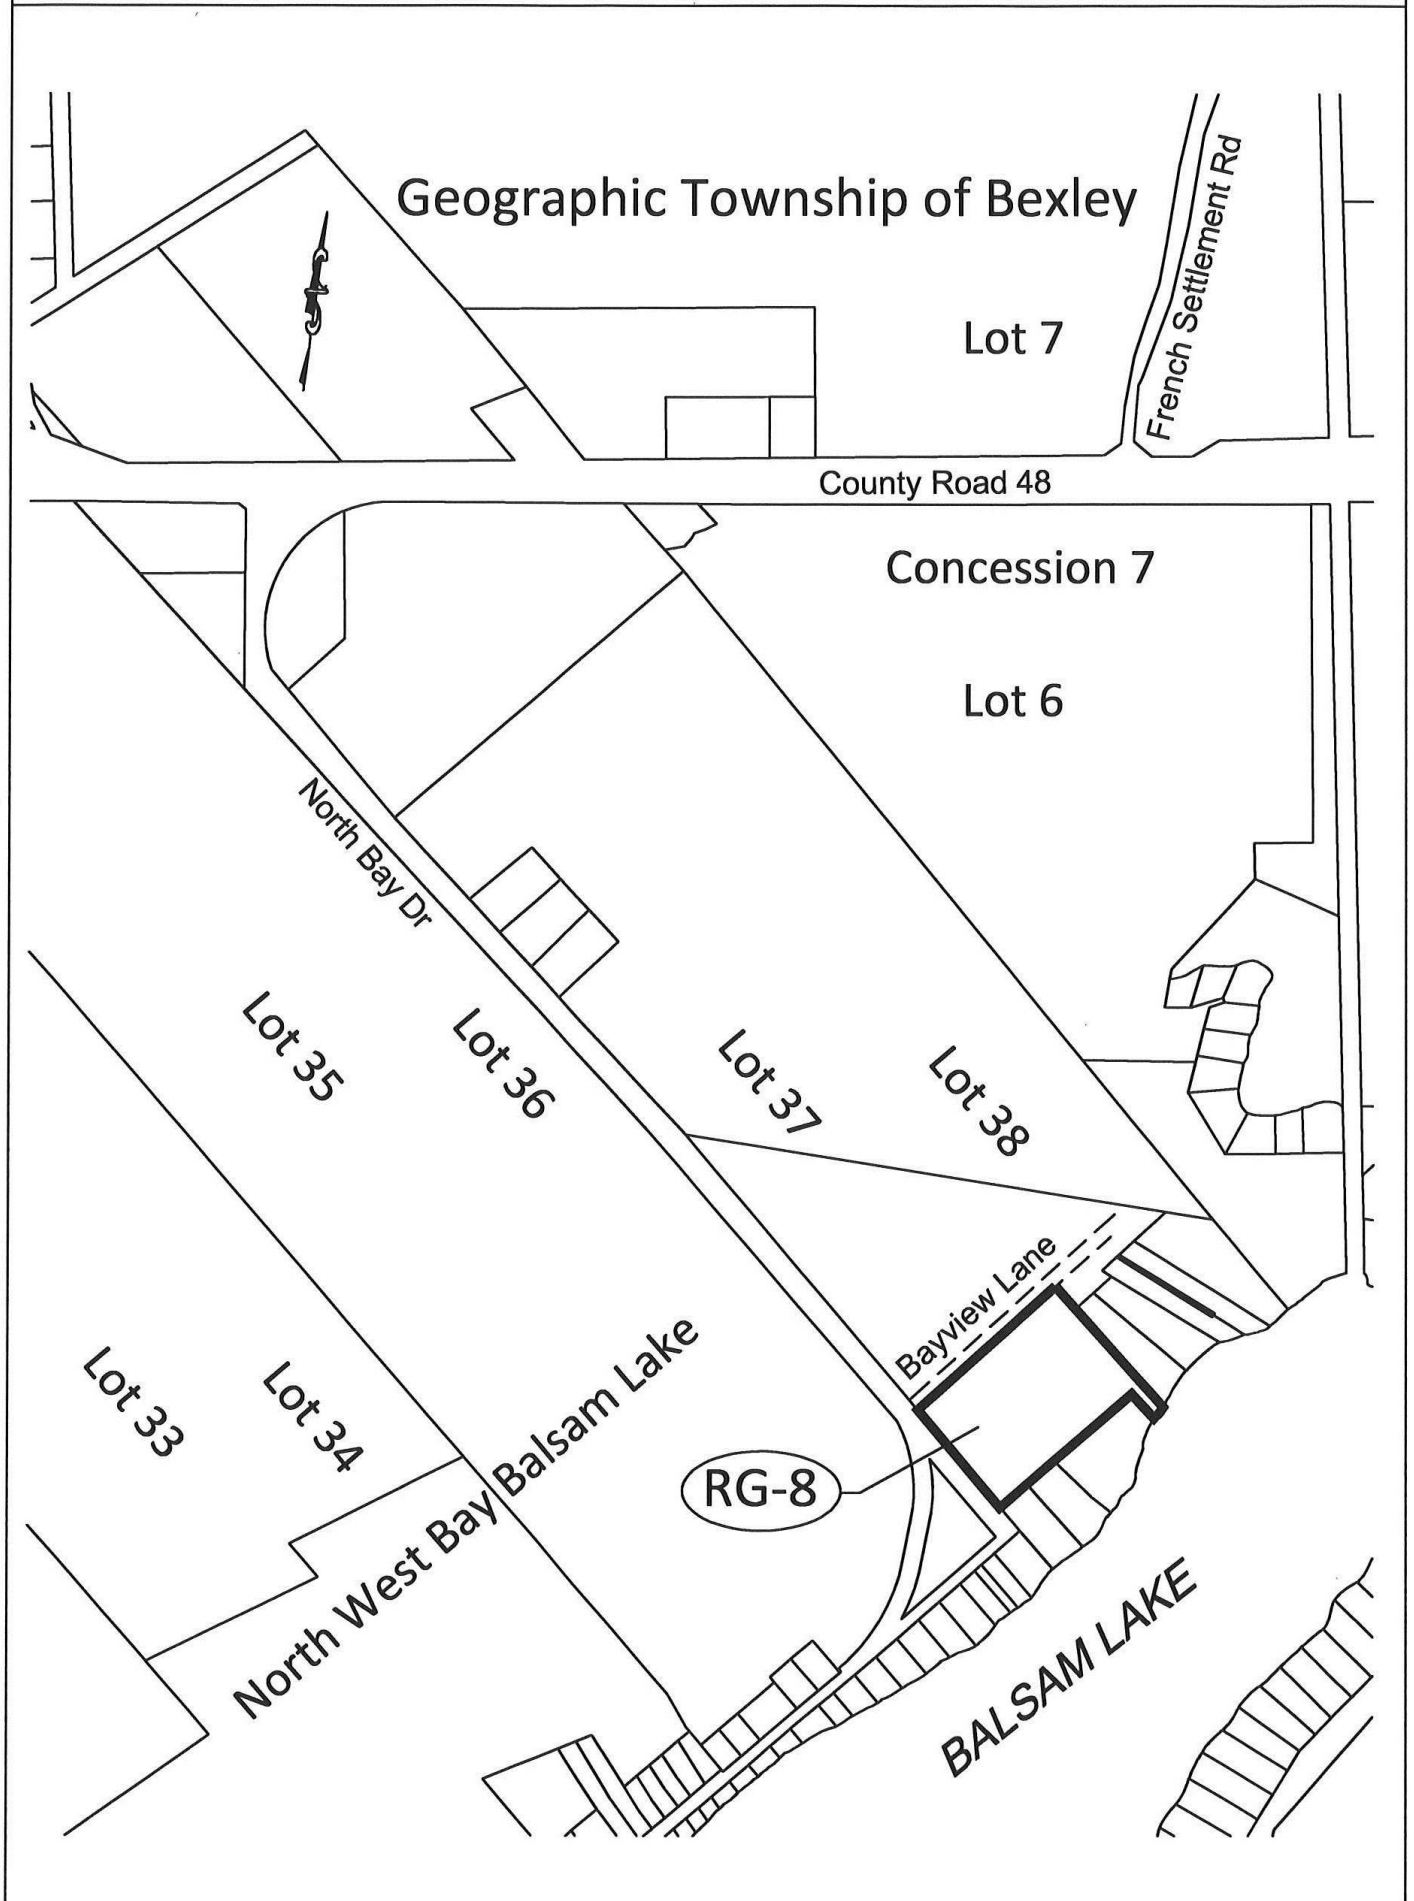 Geographic Township of Bexley
French Settlement Rd
Lot 7
County Road 48
Concession 7
Lot 6
North Bay Dr
Lot 35
Lot 36
Lot 37
Lot 38
Bayview Lane
Lot 33
Lot 34
North West Bay Balsam Lake
RG-8
BALSAM LAKE